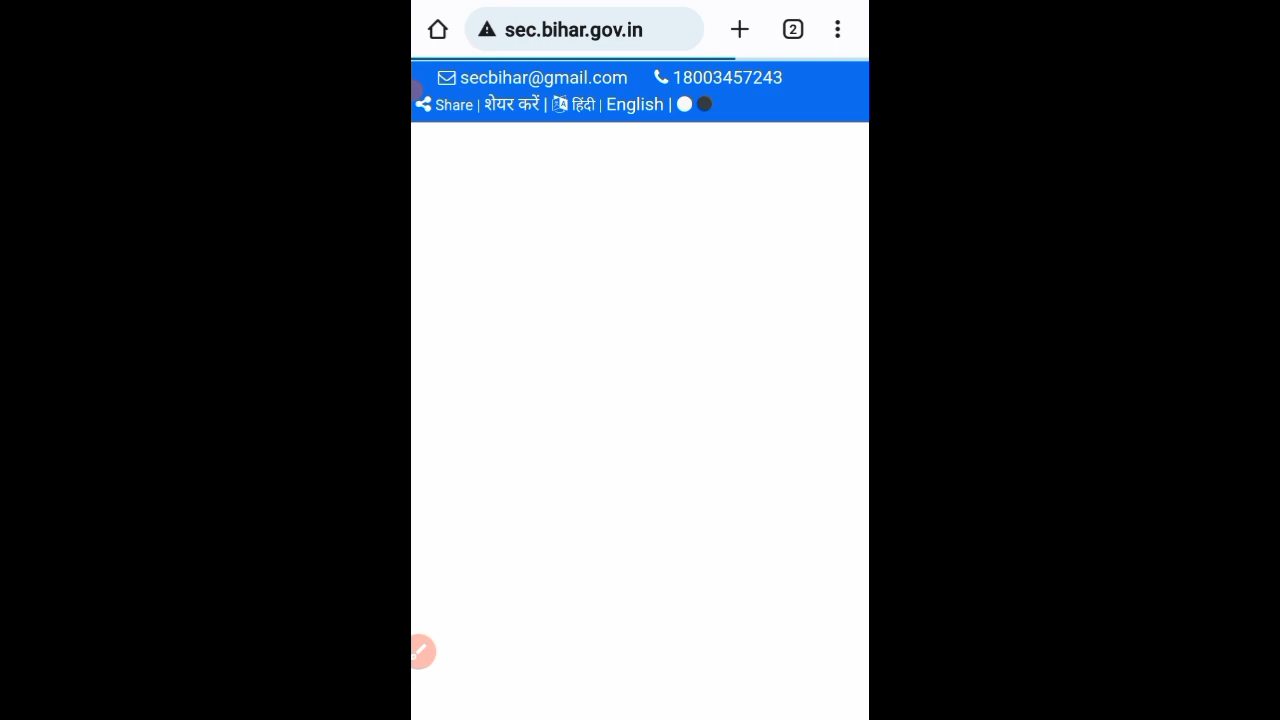 sec.bihar.gov.in 2
secbihar@gmail.com 18003457243
Share | शेयर करें | हिंदी | English |